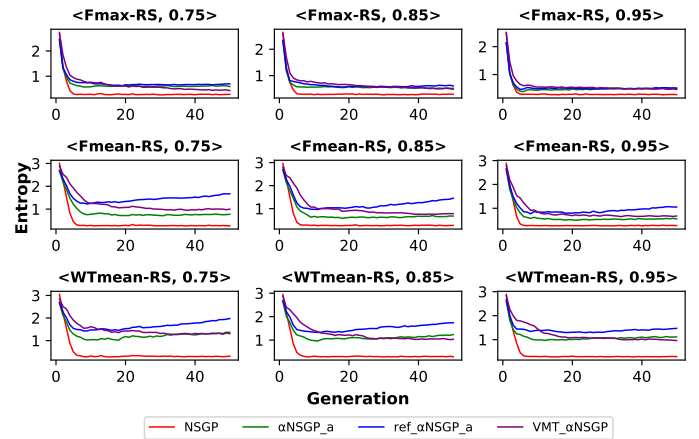 <Fmax-RS, 0.75> <Fmax-RS, 0.85> <Fmax-RS, 0.95>
2
1
0 20 40
2
1
0 20 40
2
1
0 20 40
<Fmean-RS, 0.75> <Fmean-RS, 0.85> <Fmean-RS, 0.95>
Entropy
3
2
1
0 20 40
3
2
1
0 20 40
3
2
1
0 20 40
<WTmean-RS, 0.75> <WTmean-RS, 0.85> <WTmean-RS, 0.95>
3
2
1
0 20 40
3
2
1
0 20 40
3
2
1
0 20 40
Generation
NSGP αNSGP_a ref_αNSGP_a VMT_αNSGP